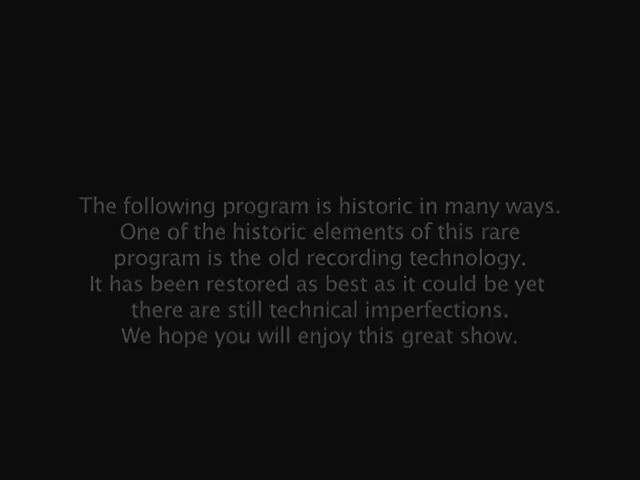 The following program is historic in many ways.
One of the historic elements of this rare
program is the old recording technology.
It has been restored as best as it could be yet
there are still technical imperfections.
We hope you will enjoy this great show.